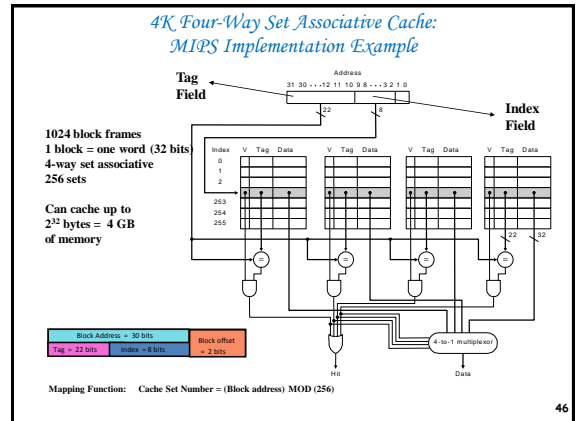 4K Four-Way Set Associative Cache:
MIPS Implementation Example
Address
Tag
Field
31 30 • • • 12 11 10 9 8 • • • 3 2 1 0
22
8
Index
Field
1024 block frames
1 block = one word (32 bits)
4-way set associative
256 sets
Can cache up to
2³² bytes = 4 GB
of memory
Index V Tag Data V Tag Data V Tag Data V Tag Data
0
1
2
253
254
255
22 32
= = = =
4-to-1 multiplexor
Hit Data
Block Address = 30 bits
Tag = 22 bits Index = 8 bits
Block offset
= 2 bits
Mapping Function: Cache Set Number = (Block address) MOD (256)
46